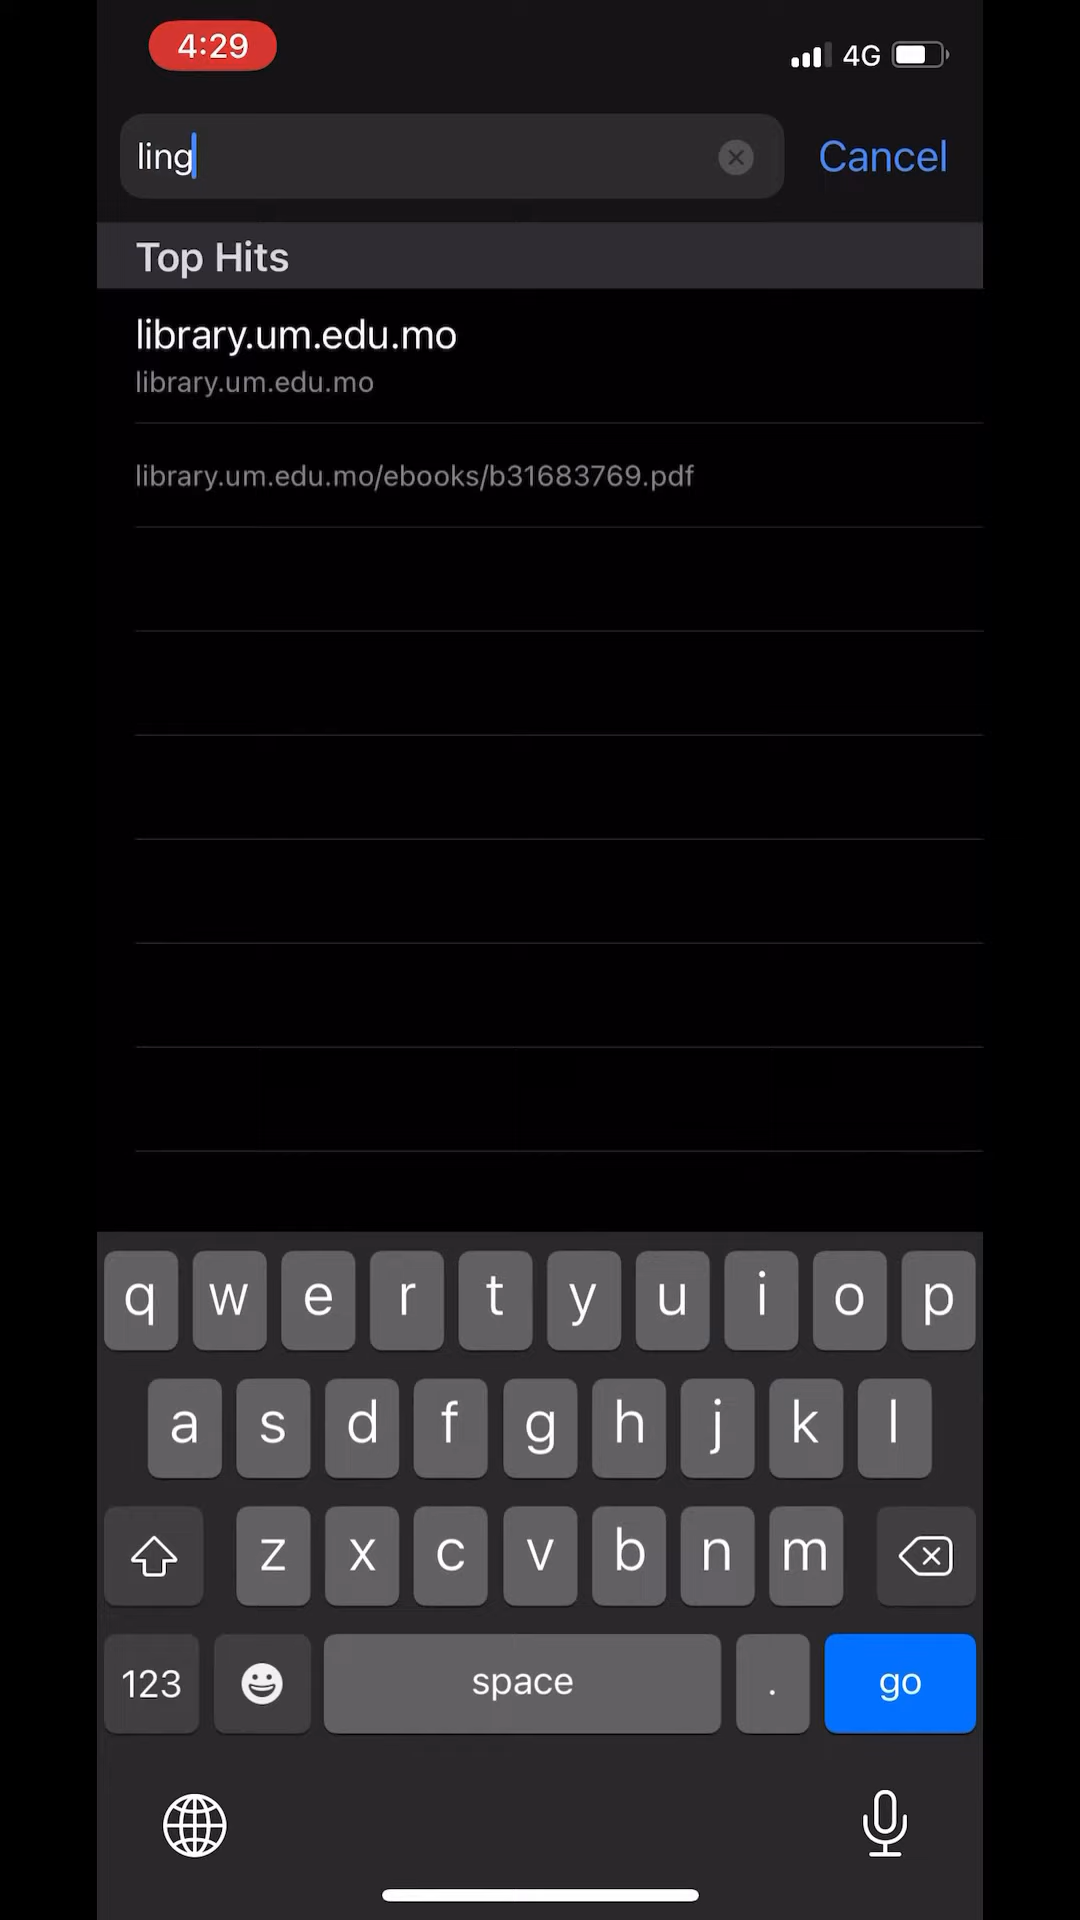 4:29
4G
ling
Cancel
Top Hits
library.um.edu.mo
library.um.edu.mo
library.um.edu.mo/ebooks/b31683769.pdf
q w e r t y u i o p
a s d f g h j k l
z x c v b n m
123
space
.
go